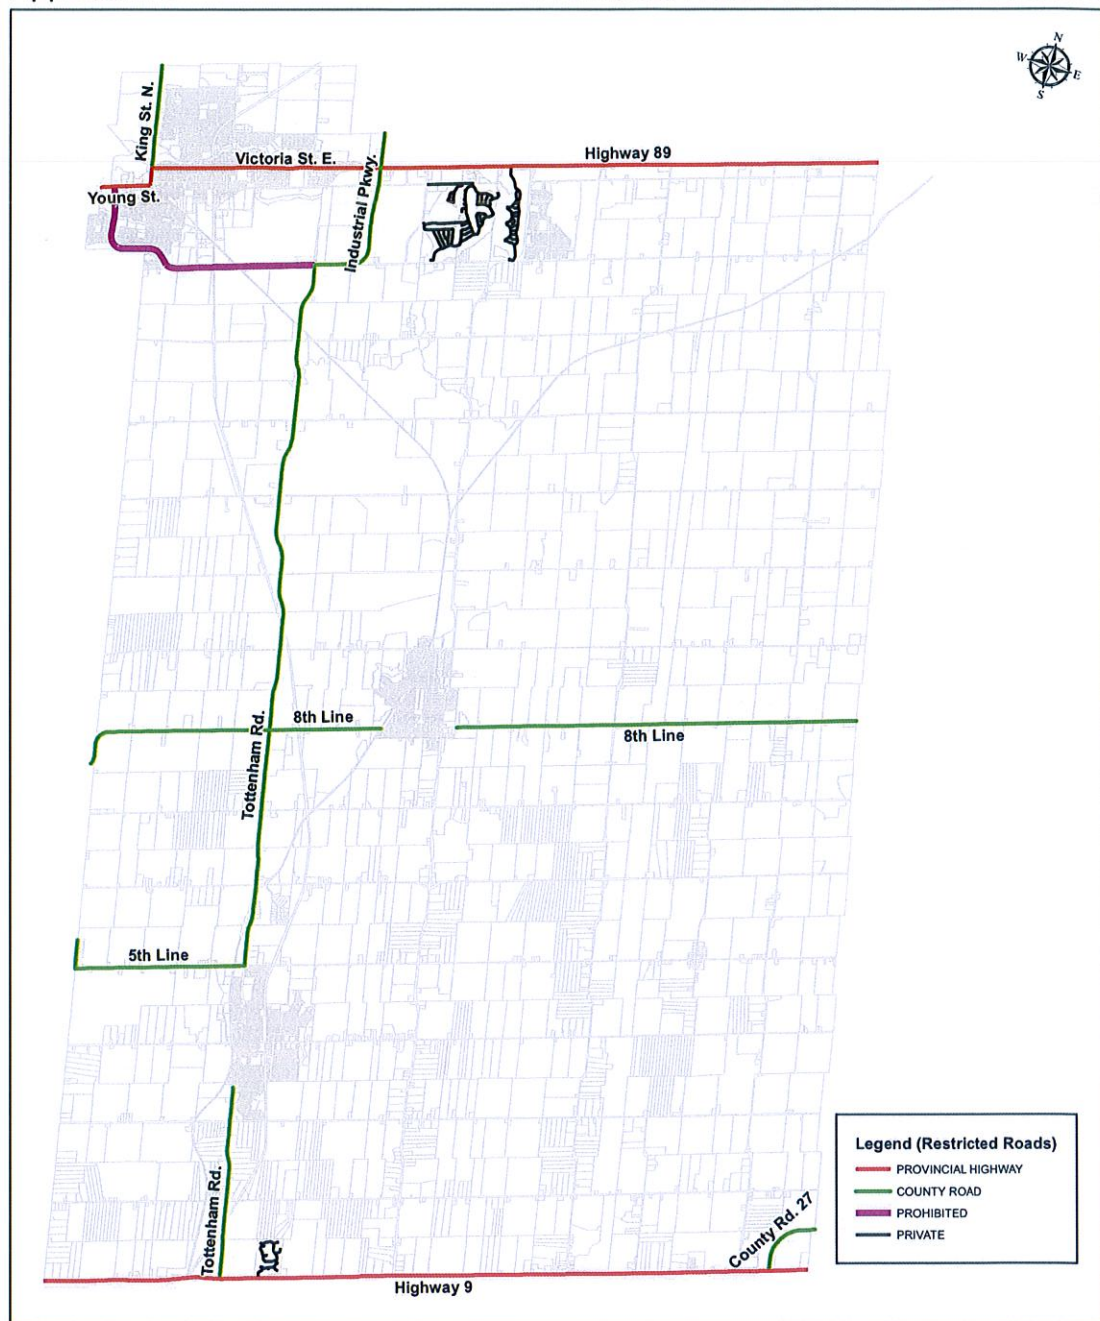 N
W
E
S
King St. N.
Victoria St. E.
Highway 89
Young St.
Industrial Pkwy.
8th Line
8th Line
Tottenham Rd.
5th Line
Tottenham Rd.
County Rd. 27
Highway 9
Legend (Restricted Roads)
PROVINCIAL HIGHWAY
COUNTY ROAD
PROHIBITED
PRIVATE